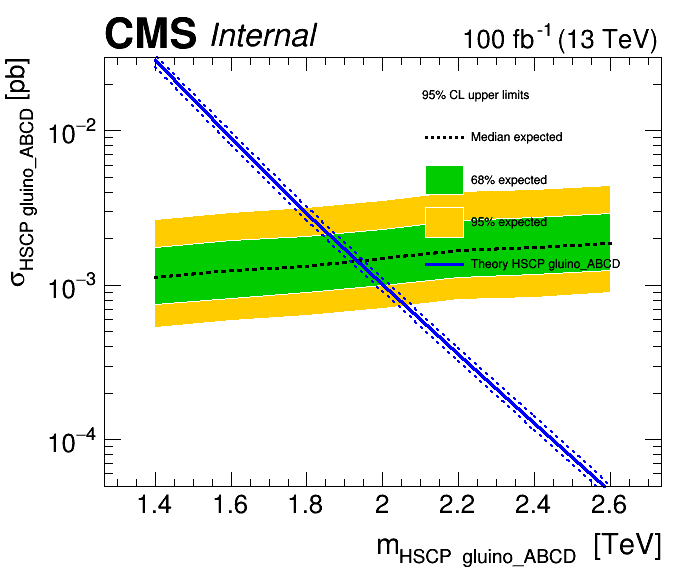 CMS Internal 100 fb⁻¹ (13 TeV)
σ_HSCP gluino_ABCD [pb]
95% CL upper limits
Median expected
68% expected
95% expected
Theory HSCP gluino_ABCD
10⁻²
10⁻³
10⁻⁴
1.4 1.6 1.8 2 2.2 2.4 2.6
m_HSCP gluino_ABCD [TeV]